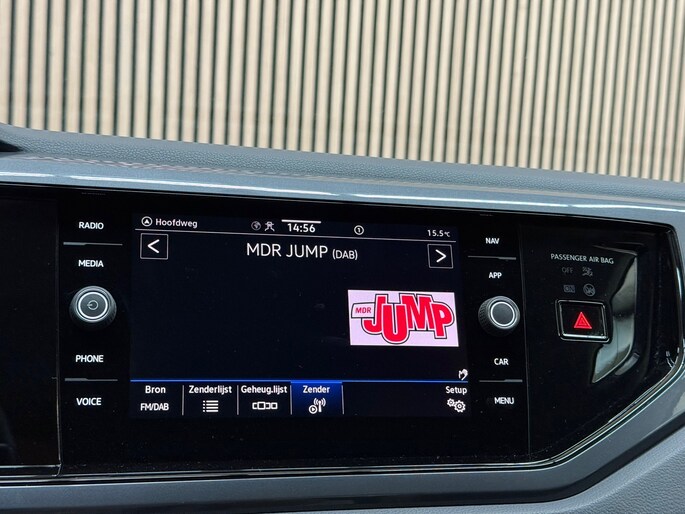 RADIO
MEDIA
PHONE
VOICE
Hoofdweg
14:56
1
15.5°C
MDR JUMP (DAB)
MDR JUMP
Bron
FM/DAB
Zenderlijst
Geheug.lijst
Zender
Setup
NAV
APP
CAR
MENU
PASSENGER AIR BAG
OFF